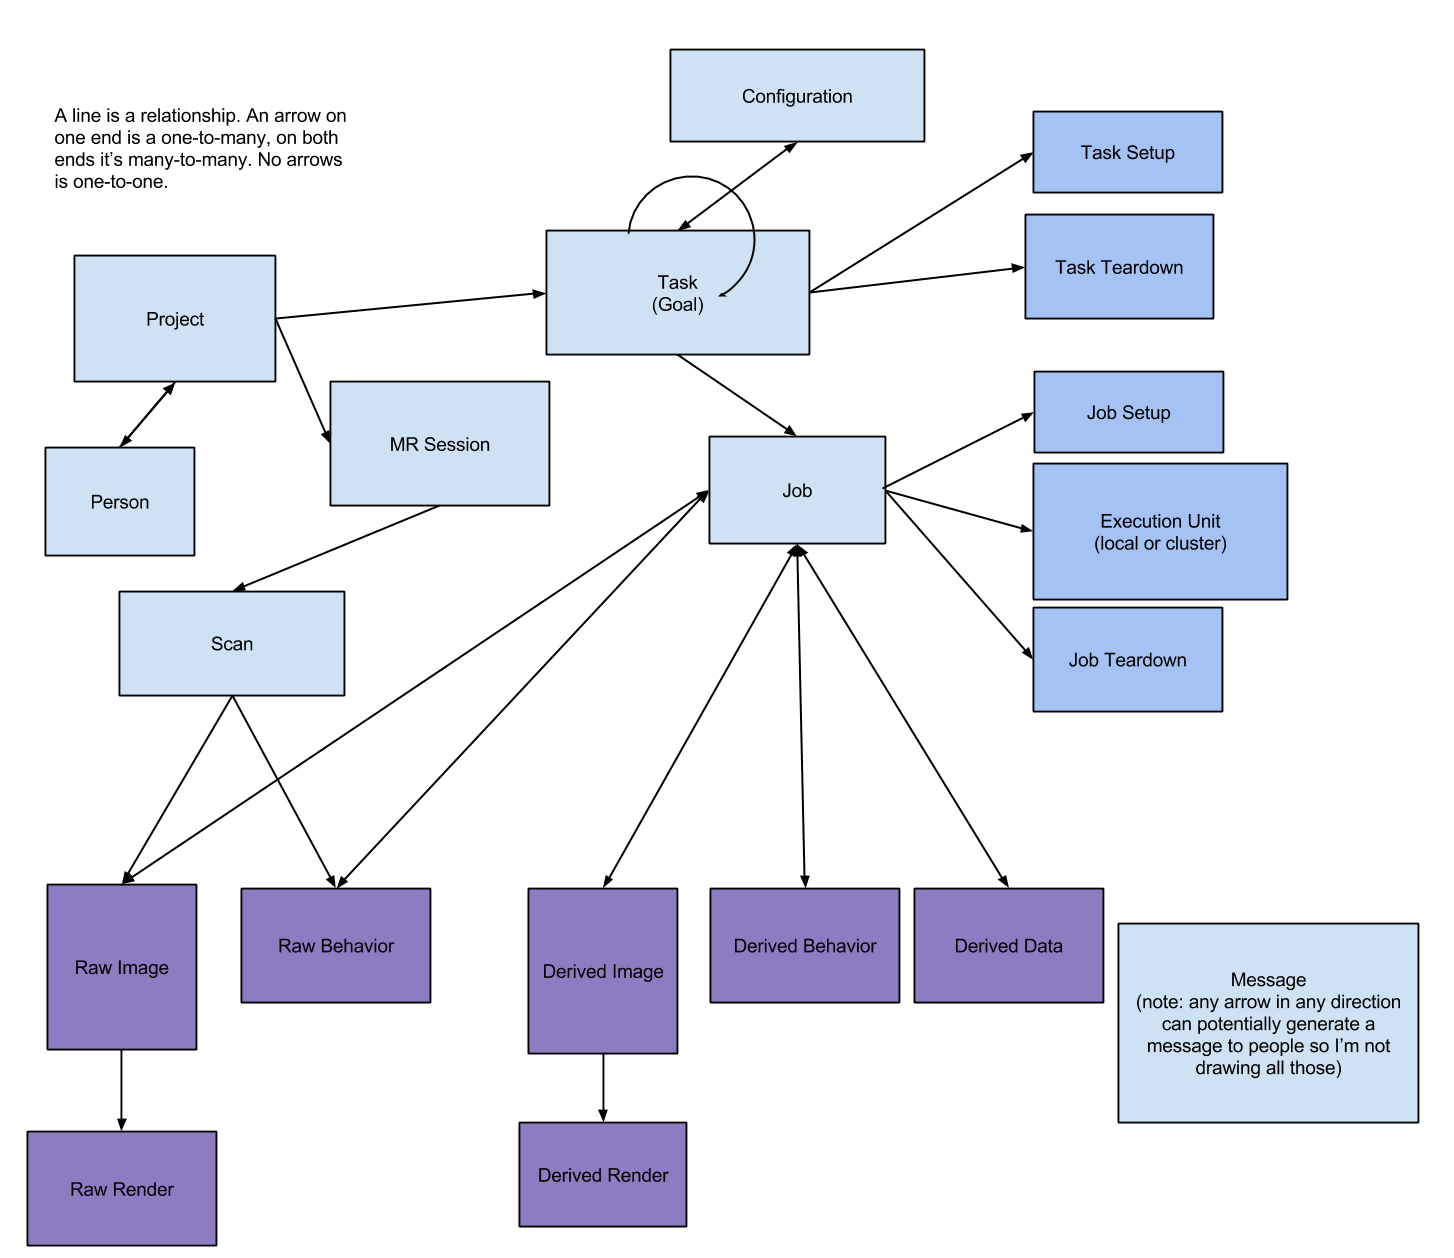 A line is a relationship. An arrow on
one end is a one-to-many, on both
ends it's many-to-many. No arrows
is one-to-one.
Configuration
Task Setup
Task Teardown
Task
(Goal)
Project
MR Session
Person
Job
Job Setup
Execution Unit
(local or cluster)
Job Teardown
Scan
Raw Image
Raw Behavior
Derived Image
Derived Behavior
Derived Data
Message
(note: any arrow in any direction
can potentially generate a
message to people so I'm not
drawing all those)
Raw Render
Derived Render